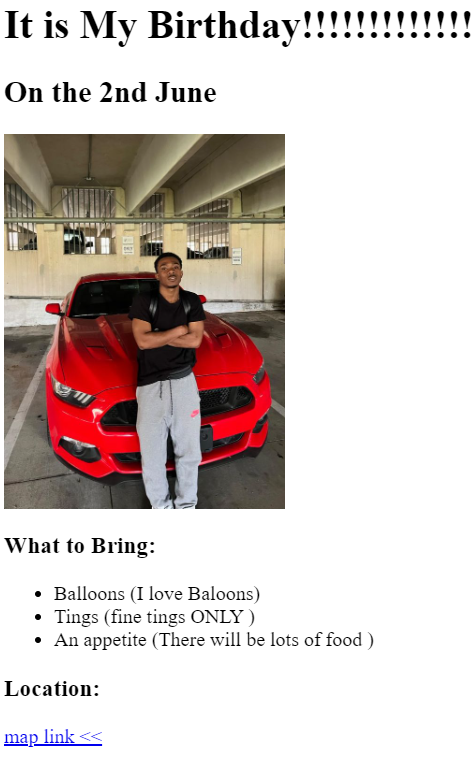 It is My Birthday!!!!!!!!!!!!!
On the 2nd June
What to Bring:
Balloons (I love Baloons)
Tings (fine tings ONLY )
An appetite (There will be lots of food )
Location:
map link <<